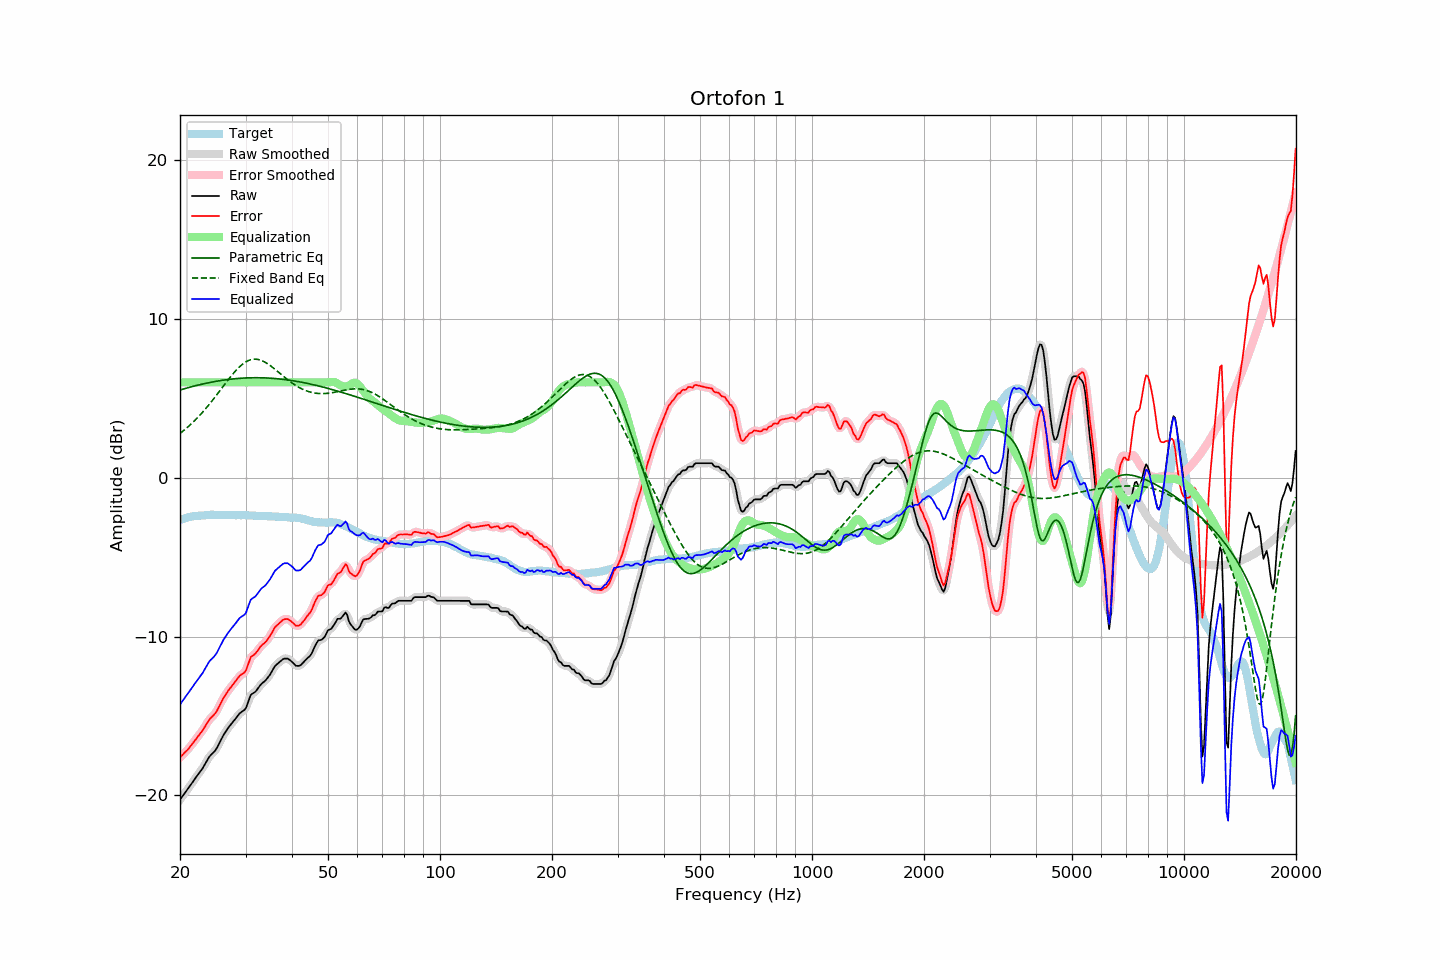 Ortofon 1
Target
Raw Smoothed
Error Smoothed
Raw
Error
Equalization
Parametric Eq
Fixed Band Eq
Equalized
Amplitude (dBr)
20
10
0
−10
−20
20 50 100 200 500 1000 2000 5000 10000 20000
Frequency (Hz)